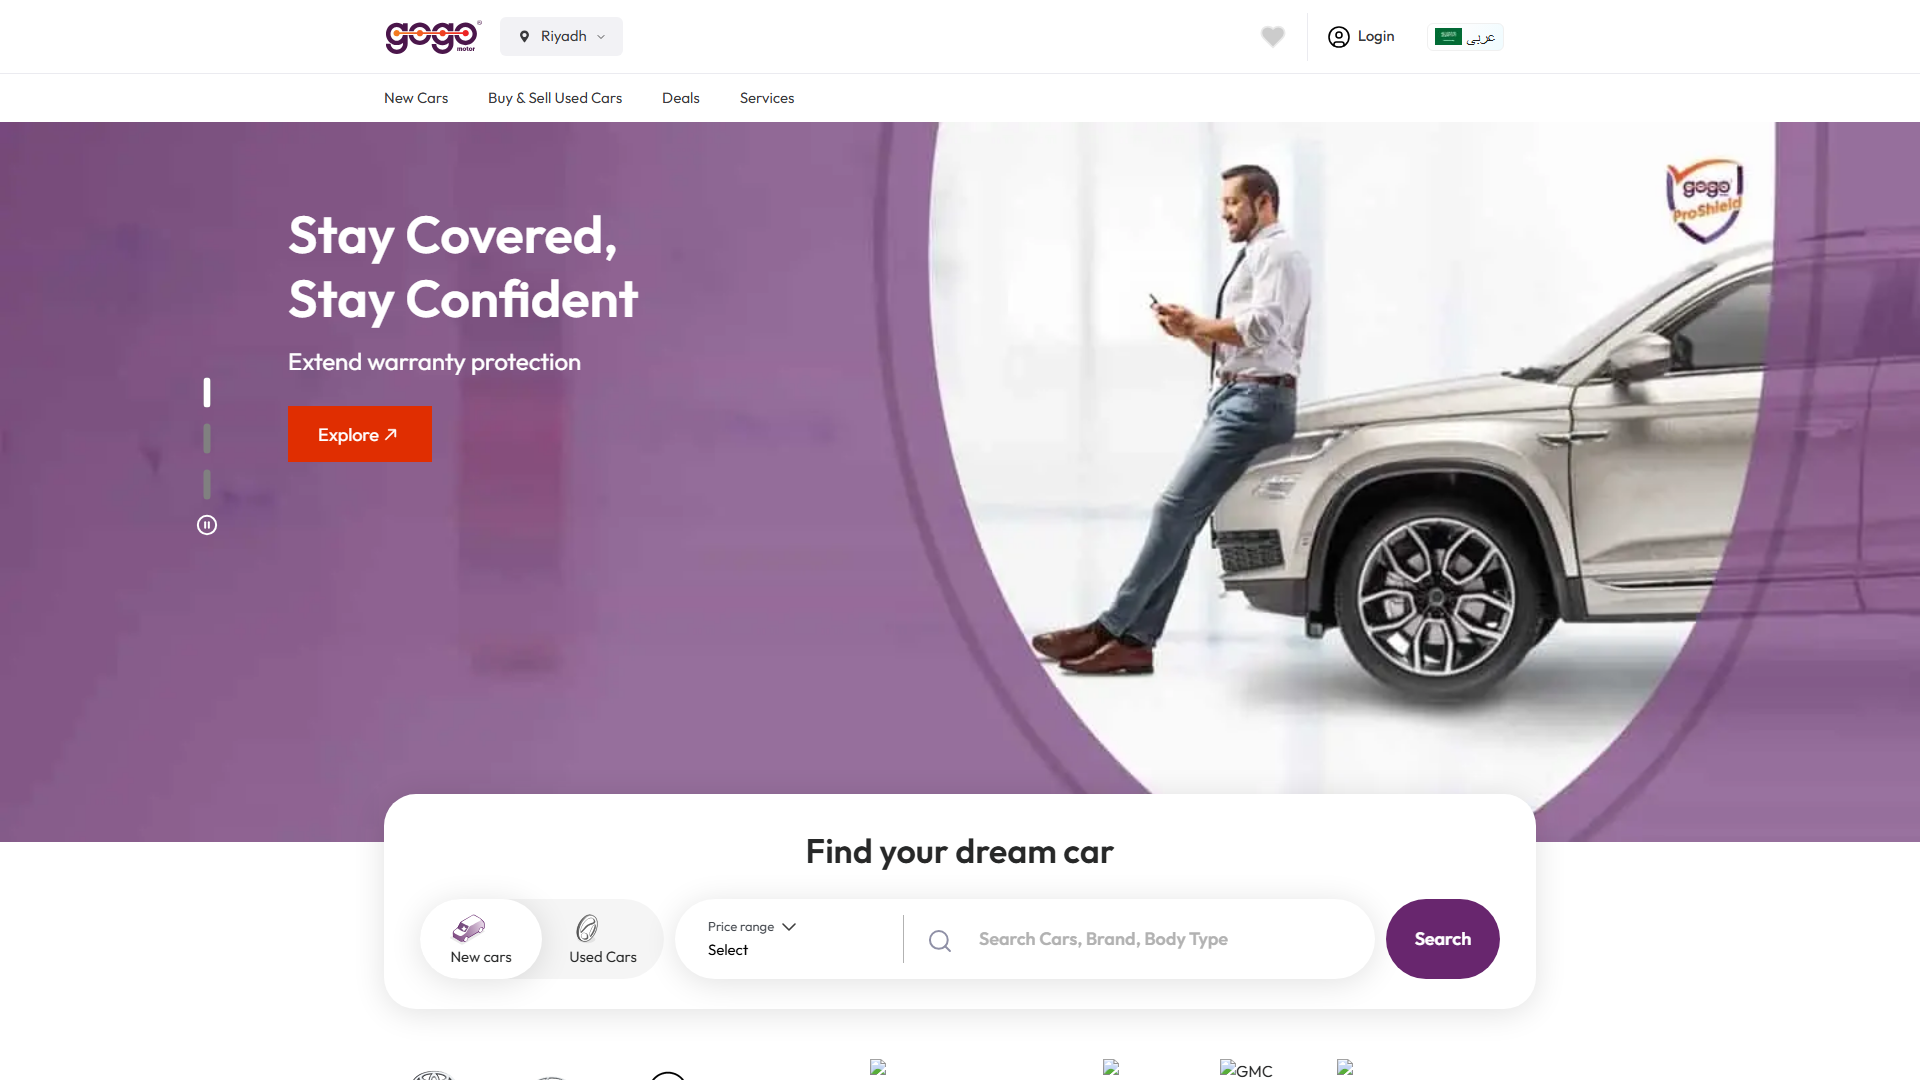 gogo
motor
Riyadh
Login
عربي
New Cars
Buy & Sell Used Cars
Deals
Services
Stay Covered,
Stay Confident
Extend warranty protection
Explore
gogo
ProShield
Find your dream car
New cars
Used Cars
Price range
Select
Search Cars, Brand, Body Type
Search
GMC